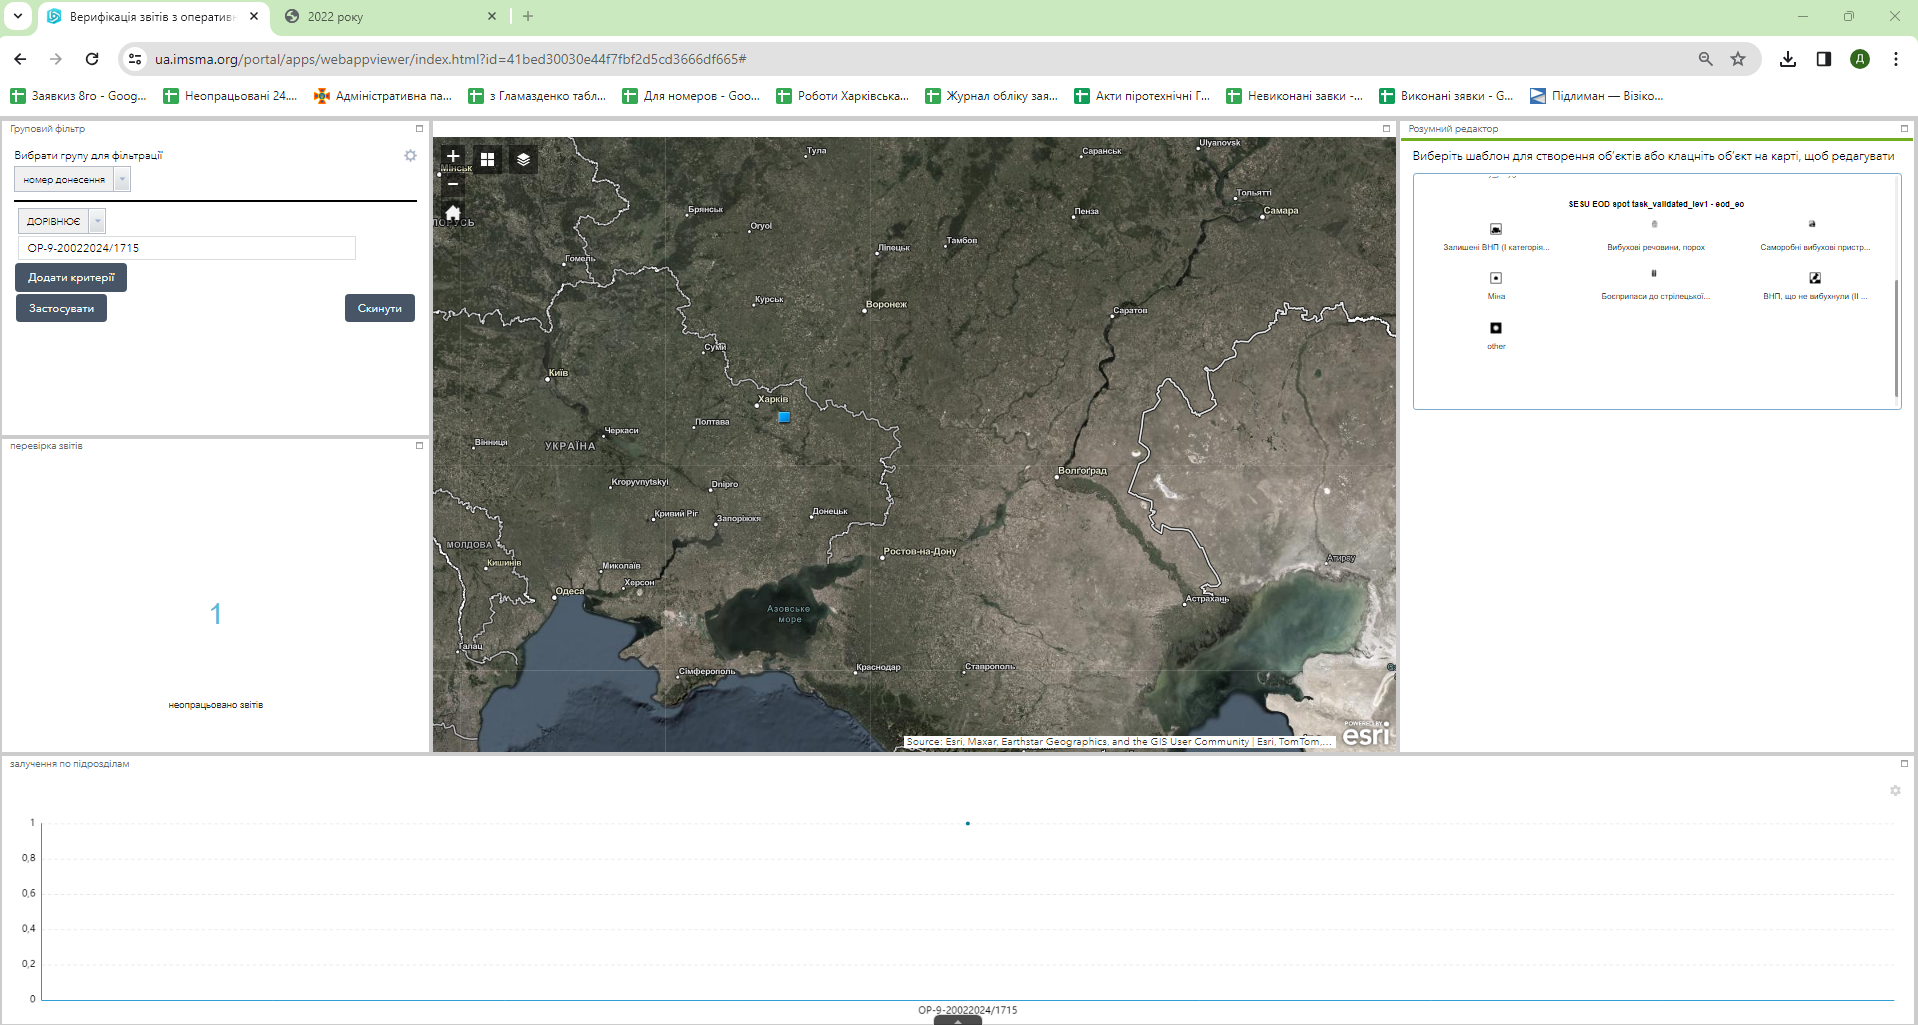 Верифікація звітів з оператив
2022 року
ua.imsma.org/portal/apps/webappviewer/index.html?id=41bed30030e44f7fbf2d5cd3666df665#
Д
Заявкиз 8го - Goog...
Неопрацьовані 24....
Адміністративна па...
з Гламазденко табл...
Для номеров - Goo...
Роботи Харківська...
Журнал обліку зая...
Акти піротехнічні Г...
Невиконані завки -...
Виконані зявки - G...
Підлиман — Візіко...
Груповий фільтр
Вибрати групу для фільтрації
номер донесення
ДОРІВНЮЄ
OP-9-20022024/1715
Додати критерії
Застосувати
Скинути
перевірка звітів
1
неопрацьовано звітів
Тула
Саранськ
Ulyanovsk
Мінськ
Тольятті
Самара
Брянськ
Пенза
ЛОРУСЬ
Oryol
Тамбов
Ліпецьк
Гомель
Курськ
Воронеж
Саратов
Суми
Київ
Харків
Полтава
Черкаси
Вінниця
УКРАЇНА
Волгоград
Kropyvnytskyi
Dnipro
Кривий Ріг
Запоріжжя
Донецьк
МОЛДОВА
Кишинів
Ростов-на-Дону
Атирау
Миколаїв
Херсон
Одеса
Астрахань
Азовське
море
Галац
Сімферополь
Краснодар
Ставрополь
POWERED BY
esri
Source: Esri, Maxar, Earthstar Geographics, and the GIS User Community | Esri, TomTom,...
Розумний редактор
Виберіть шаблон для створення об'єктів або клацніть об'єкт на карті, щоб редагувати
SESU EOD spot task_validated_lev1 - eod_eo
Залишені ВНП (I категорія...
Вибухові речовини, порох
Саморобні вибухові пристр...
Міна
Боєприпаси до стрілецької...
ВНП, що не вибухнули (II ...
other
залучення по підрозділам
1
0,8
0,6
0,4
0,2
0
OP-9-20022024/1715